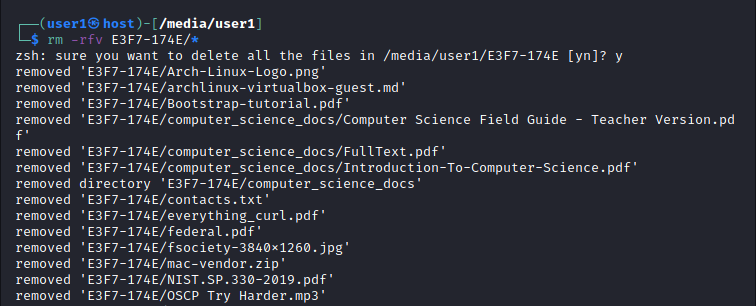 ┌──(user1㉿host)-[/media/user1]
└─$ rm -rfv E3F7-174E/*
zsh: sure you want to delete all the files in /media/user1/E3F7-174E [yn]? y
removed 'E3F7-174E/Arch-Linux-Logo.png'
removed 'E3F7-174E/archlinux-virtualbox-guest.md'
removed 'E3F7-174E/Bootstrap-tutorial.pdf'
removed 'E3F7-174E/computer_science_docs/Computer Science Field Guide - Teacher Version.pd
f'
removed 'E3F7-174E/computer_science_docs/FullText.pdf'
removed 'E3F7-174E/computer_science_docs/Introduction-To-Computer-Science.pdf'
removed directory 'E3F7-174E/computer_science_docs'
removed 'E3F7-174E/contacts.txt'
removed 'E3F7-174E/everything_curl.pdf'
removed 'E3F7-174E/federal.pdf'
removed 'E3F7-174E/fsociety-3840×1260.jpg'
removed 'E3F7-174E/mac-vendor.zip'
removed 'E3F7-174E/NIST.SP.330-2019.pdf'
removed 'E3F7-174E/OSCP Try Harder.mp3'